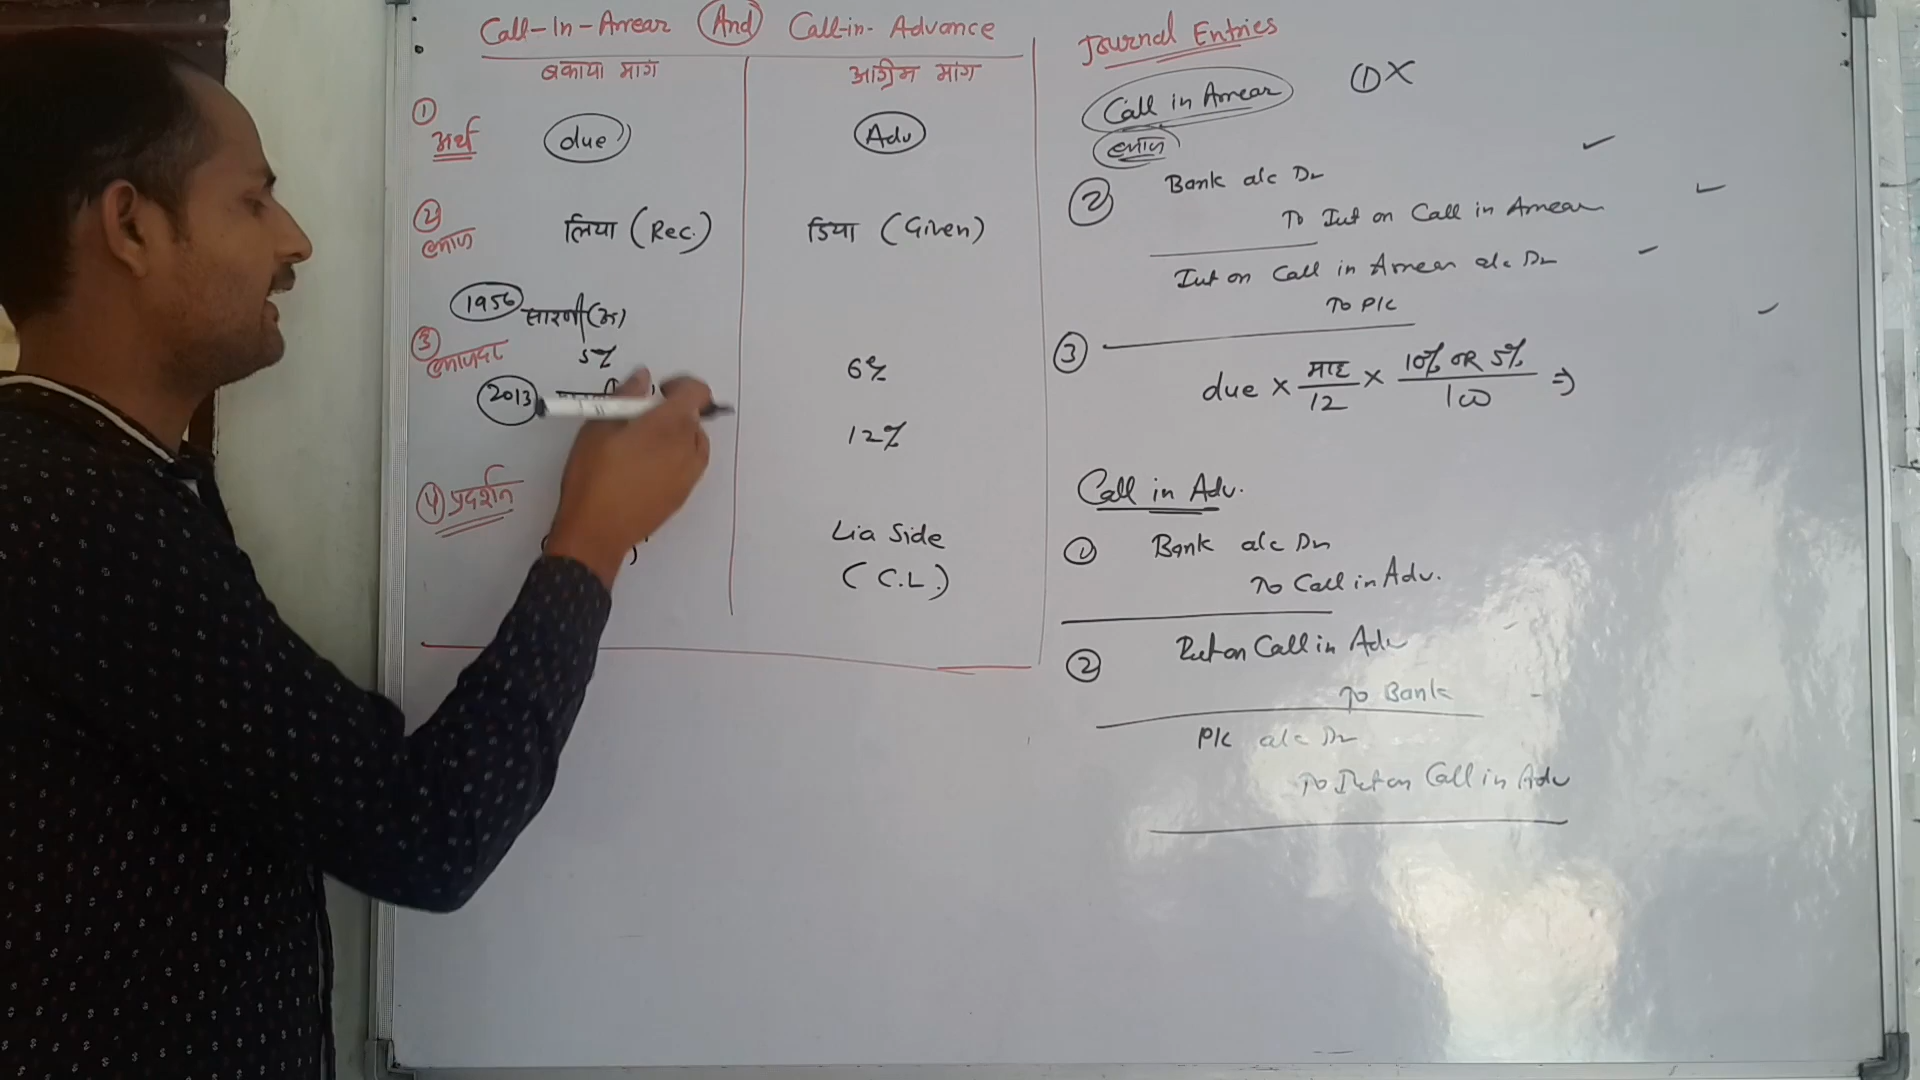 Call-In-Arrear And Call-in-Advance
बकाया मांग आग्रिम मांग
① अर्थ due Adv
② ब्याज लिया (Rec.) दिया (Given)
1956 सारणी (अ)
③ ब्याजदर 5% 6%
2013 12%
④ प्रदर्शन Lia Side
(C.L.)
Journal Entries
Call in Arrear ① X
ब्याज
② Bank a/c Dr
To Int on Call in Arrear
Int on Call in Arrear a/c Dr
To P/L
③ due × माह/12 × 10% OR 5%/100 ⇒
Call in Adv.
① Bank a/c Dr
To Call in Adv.
② Int on Call in Adv
To Bank
P/L a/c Dr
To Int on Call in Adv